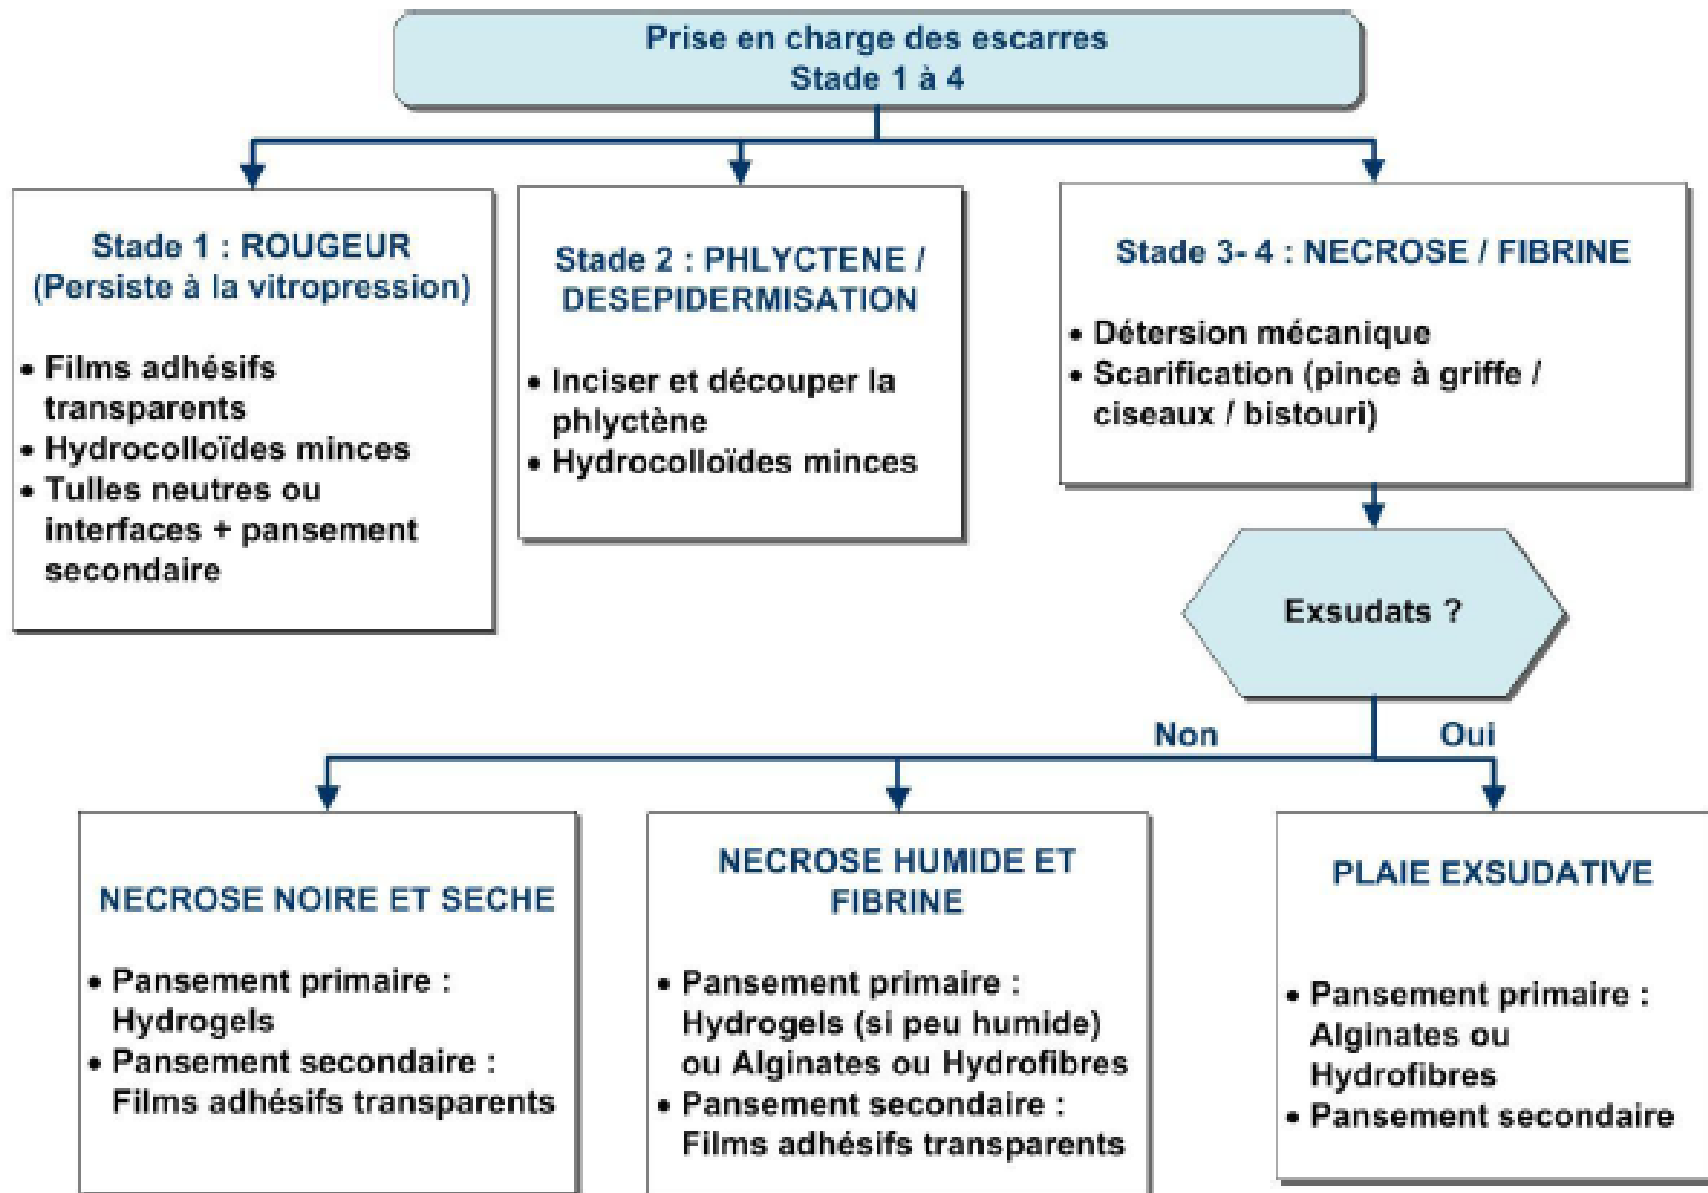 Prise en charge des escarres
Stade 1 à 4
Stade 1 : ROUGEUR
(Persiste à la vitropression)
• Films adhésifs
transparents
• Hydrocolloïdes minces
• Tulles neutres ou
interfaces + pansement
secondaire
Stade 2 : PHLYCTENE /
DESEPIDERMISATION
• Inciser et découper la
phlyctène
• Hydrocolloïdes minces
Stade 3- 4 : NECROSE / FIBRINE
• Détersion mécanique
• Scarification (pince à griffe /
ciseaux / bistouri)
Exsudats ?
Non
Oui
NECROSE NOIRE ET SECHE
• Pansement primaire :
Hydrogels
• Pansement secondaire :
Films adhésifs transparents
NECROSE HUMIDE ET
FIBRINE
• Pansement primaire :
Hydrogels (si peu humide)
ou Alginates ou Hydrofibres
• Pansement secondaire :
Films adhésifs transparents
PLAIE EXSUDATIVE
• Pansement primaire :
Alginates ou
Hydrofibres
• Pansement secondaire